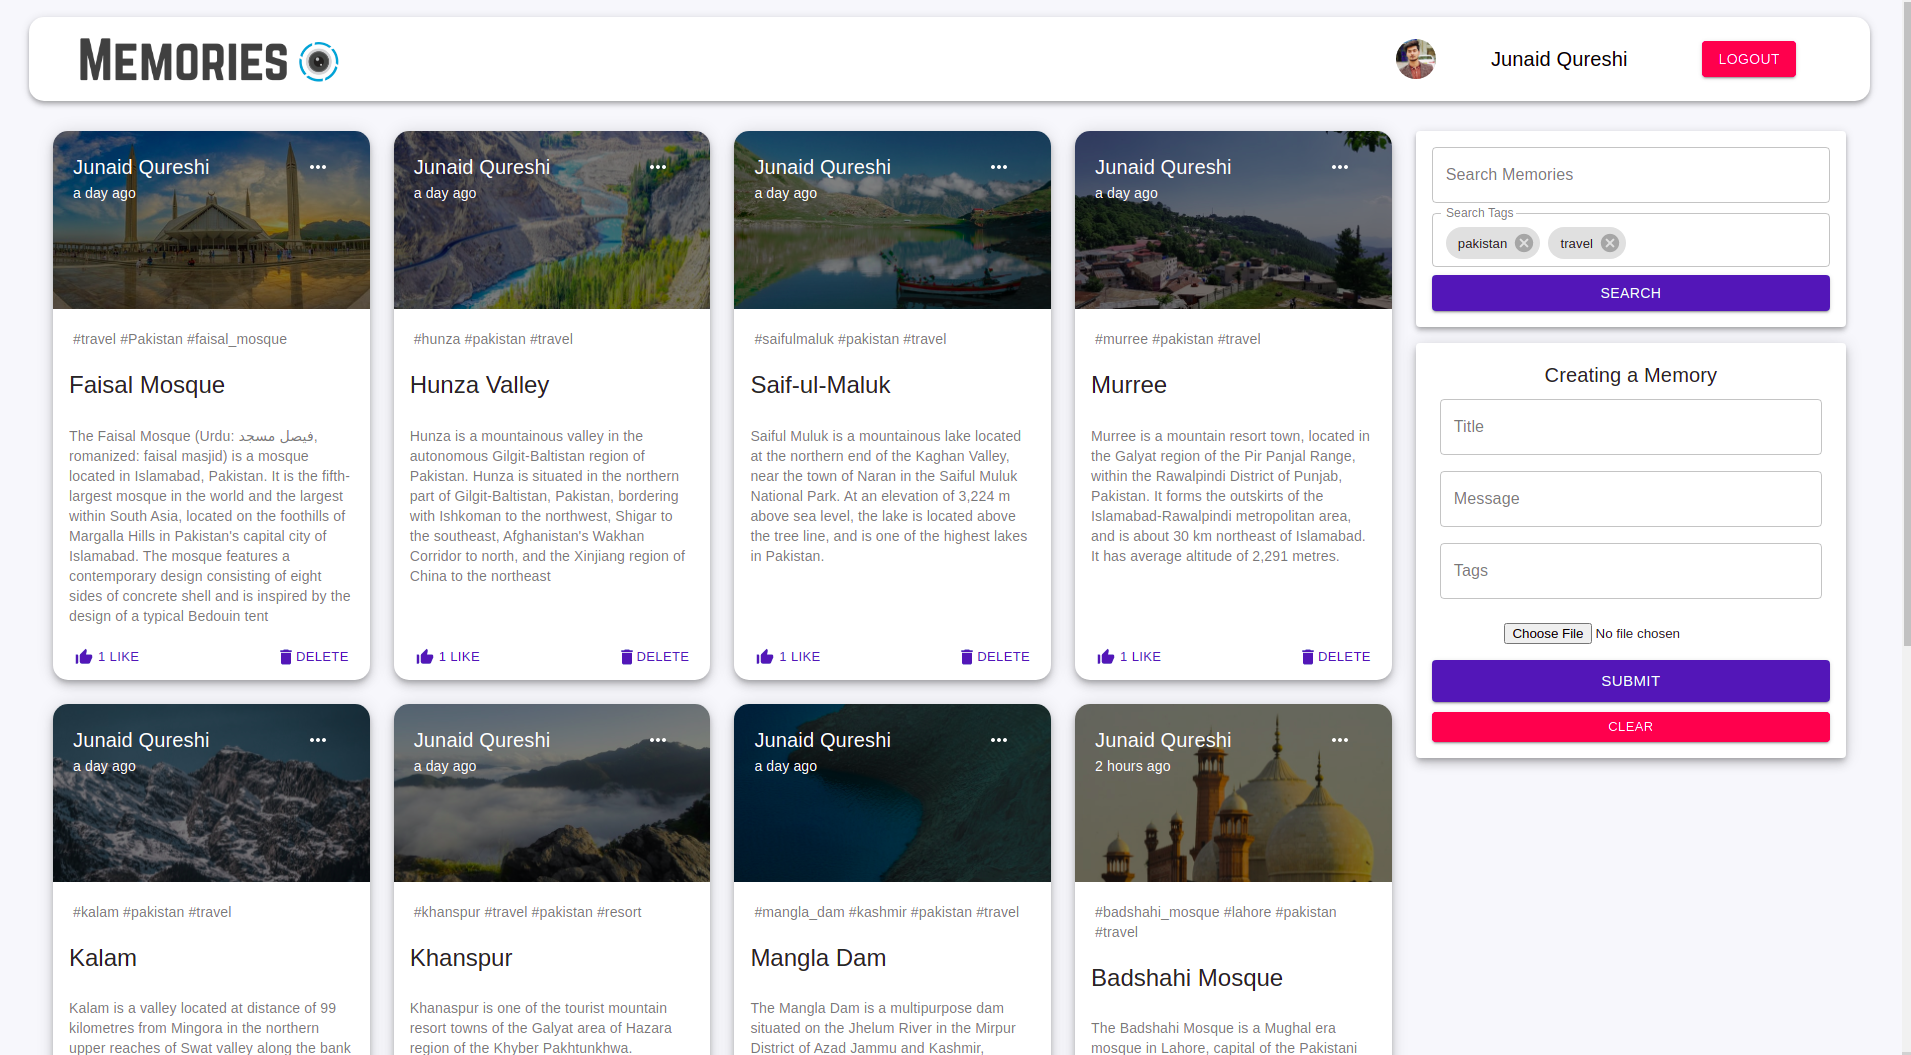 MEMORIES
Junaid Qureshi
LOGOUT
Junaid Qureshi
a day ago
#travel #Pakistan #faisal_mosque
Faisal Mosque
The Faisal Mosque (Urdu: فیصل مسجد,
romanized: faisal masjid) is a mosque
located in Islamabad, Pakistan. It is the fifth-
largest mosque in the world and the largest
within South Asia, located on the foothills of
Margalla Hills in Pakistan's capital city of
Islamabad. The mosque features a
contemporary design consisting of eight
sides of concrete shell and is inspired by the
design of a typical Bedouin tent
1 LIKE
DELETE
Junaid Qureshi
a day ago
#hunza #pakistan #travel
Hunza Valley
Hunza is a mountainous valley in the
autonomous Gilgit-Baltistan region of
Pakistan. Hunza is situated in the northern
part of Gilgit-Baltistan, Pakistan, bordering
with Ishkoman to the northwest, Shigar to
the southeast, Afghanistan's Wakhan
Corridor to north, and the Xinjiang region of
China to the northeast
1 LIKE
DELETE
Junaid Qureshi
a day ago
#saifulmaluk #pakistan #travel
Saif-ul-Maluk
Saiful Muluk is a mountainous lake located
at the northern end of the Kaghan Valley,
near the town of Naran in the Saiful Muluk
National Park. At an elevation of 3,224 m
above sea level, the lake is located above
the tree line, and is one of the highest lakes
in Pakistan.
1 LIKE
DELETE
Junaid Qureshi
a day ago
#murree #pakistan #travel
Murree
Murree is a mountain resort town, located in
the Galyat region of the Pir Panjal Range,
within the Rawalpindi District of Punjab,
Pakistan. It forms the outskirts of the
Islamabad-Rawalpindi metropolitan area,
and is about 30 km northeast of Islamabad.
It has average altitude of 2,291 metres.
1 LIKE
DELETE
Search Memories
Search Tags
pakistan
travel
SEARCH
Creating a Memory
Title
Message
Tags
Choose File No file chosen
SUBMIT
CLEAR
Junaid Qureshi
a day ago
#kalam #pakistan #travel
Kalam
Kalam is a valley located at distance of 99
kilometres from Mingora in the northern
upper reaches of Swat valley along the bank
Junaid Qureshi
a day ago
#khanspur #travel #pakistan #resort
Khanspur
Khanaspur is one of the tourist mountain
resort towns of the Galyat area of Hazara
region of the Khyber Pakhtunkhwa.
Junaid Qureshi
a day ago
#mangla_dam #kashmir #pakistan #travel
Mangla Dam
The Mangla Dam is a multipurpose dam
situated on the Jhelum River in the Mirpur
District of Azad Jammu and Kashmir,
Junaid Qureshi
2 hours ago
#badshahi_mosque #lahore #pakistan
#travel
Badshahi Mosque
The Badshahi Mosque is a Mughal era
mosque in Lahore, capital of the Pakistani